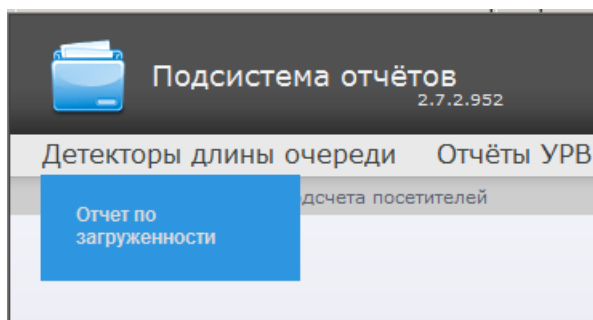 Подсистема отчётов
2.7.2.952
Детекторы длины очереди Отчёты УРВ
дсчета посетителей
Отчет по
загруженности